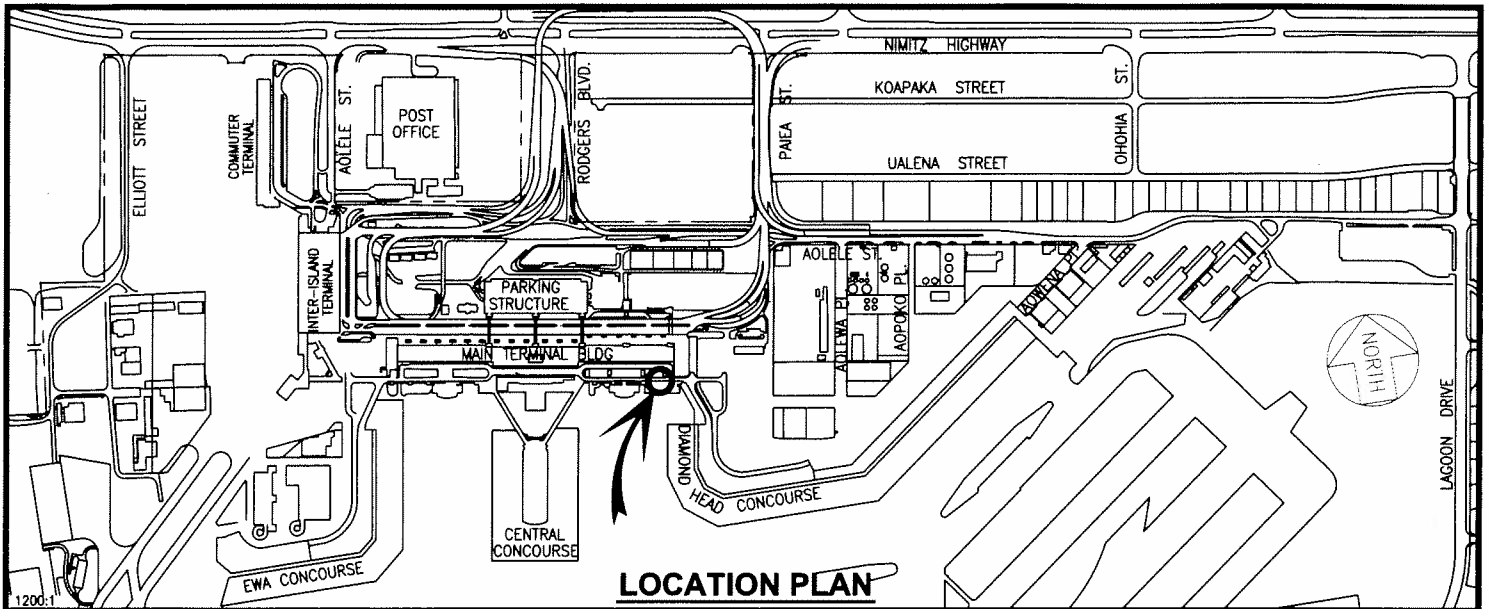 NIMITZ HIGHWAY
KOAPAKA STREET
UALENA STREET
ELLIOTT STREET
COMMUTER
TERMINAL
AOLELE ST.
POST
OFFICE
RODGERS BLVD.
PAIEA ST.
OHOHIA ST.
INTER-ISLAND
TERMINAL
PARKING
STRUCTURE
MAIN TERMINAL BLDG
AOLELE ST.
AOLEWA PL.
AOPOKO PL.
AOWENA PL.
NORTH
LAGOON DRIVE
DIAMOND
HEAD CONCOURSE
CENTRAL
CONCOURSE
EWA CONCOURSE
LOCATION PLAN
1200:1